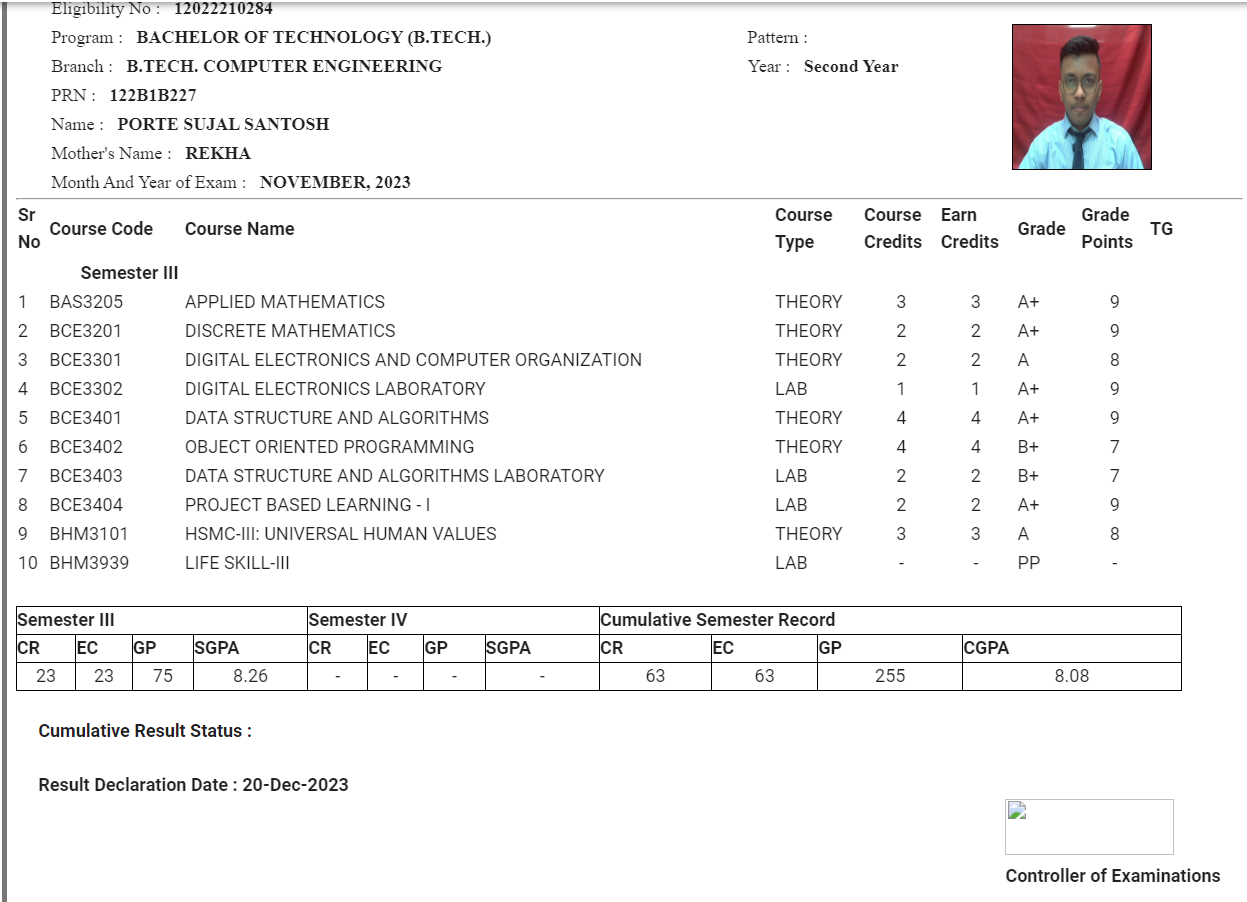 Eligibility No : 12022210284
Program : BACHELOR OF TECHNOLOGY (B.TECH.) Pattern :
Branch : B.TECH. COMPUTER ENGINEERING Year : Second Year
PRN : 122B1B227
Name : PORTE SUJAL SANTOSH
Mother's Name : REKHA
Month And Year of Exam : NOVEMBER, 2023
Sr No Course Code Course Name Course Type Course Credits Earn Credits Grade Grade Points TG
Semester III
1 BAS3205 APPLIED MATHEMATICS THEORY 3 3 A+ 9
2 BCE3201 DISCRETE MATHEMATICS THEORY 2 2 A+ 9
3 BCE3301 DIGITAL ELECTRONICS AND COMPUTER ORGANIZATION THEORY 2 2 A 8
4 BCE3302 DIGITAL ELECTRONICS LABORATORY LAB 1 1 A+ 9
5 BCE3401 DATA STRUCTURE AND ALGORITHMS THEORY 4 4 A+ 9
6 BCE3402 OBJECT ORIENTED PROGRAMMING THEORY 4 4 B+ 7
7 BCE3403 DATA STRUCTURE AND ALGORITHMS LABORATORY LAB 2 2 B+ 7
8 BCE3404 PROJECT BASED LEARNING - I LAB 2 2 A+ 9
9 BHM3101 HSMC-III: UNIVERSAL HUMAN VALUES THEORY 3 3 A 8
10 BHM3939 LIFE SKILL-III LAB - - PP -
Semester III Semester IV Cumulative Semester Record
CR EC GP SGPA CR EC GP SGPA CR EC GP CGPA
23 23 75 8.26 - - - - 63 63 255 8.08
Cumulative Result Status :
Result Declaration Date : 20-Dec-2023
Controller of Examinations